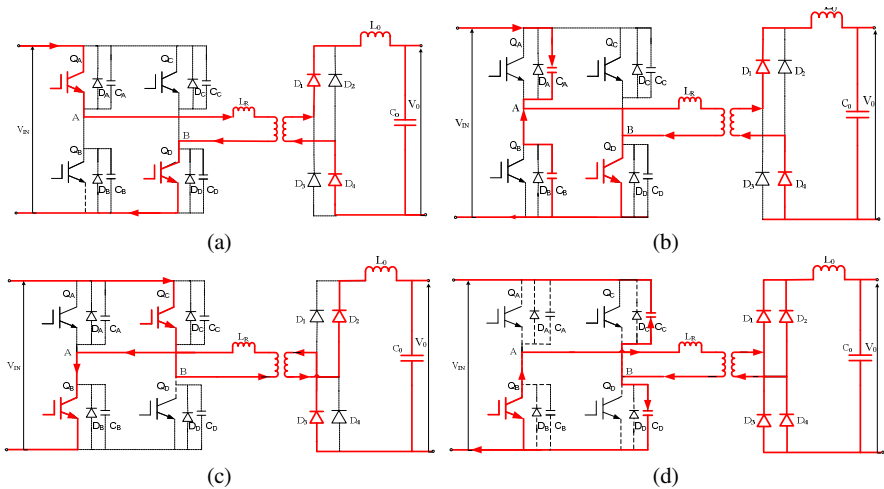 L0
QA
QC
DA
CA
DC
CC
D1
D2
LR
A
VIN
B
Co
V0
QB
QD
DB
CB
DD
CD
D3
D4
(a)
L0
QA
QC
DA
CA
DC
CC
D1
D2
LR
A
VIN
B
C0
V0
QB
QD
DB
CB
DD
CD
D3
D4
(b)
L0
QA
QC
DA
CA
DC
CC
D1
D2
LR
A
VIN
B
C0
V0
QB
QD
DB
CB
DD
CD
D3
D4
(c)
L0
QA
QC
DA
CA
DC
CC
D1
D2
LR
A
VIN
B
C0
V0
QB
QD
DB
CB
DD
CD
D3
D4
(d)